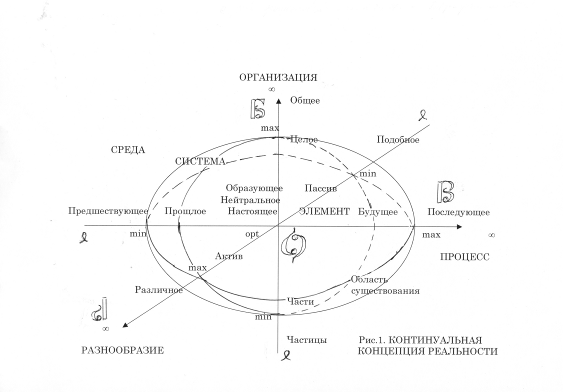 ОРГАНИЗАЦИЯ
∞
Б
Общее
max
ℓ
Целое
Подобное
СРЕДА
СИСТЕМА
min
Образующее
Пассив
В
Нейтральное
Предшествующее
Прошлое
Настоящее
ЭЛЕМЕНТ
Будущее
Последующее
ℓ
min
opt
max
∞
Актив
ПРОЦЕСС
max
Различное
Область
существования
Части
∞
min
Частицы
ℓ
РАЗНООБРАЗИЕ
Рис.1. КОНТИНУАЛЬНАЯ
КОНЦЕПЦИЯ РЕАЛЬНОСТИ